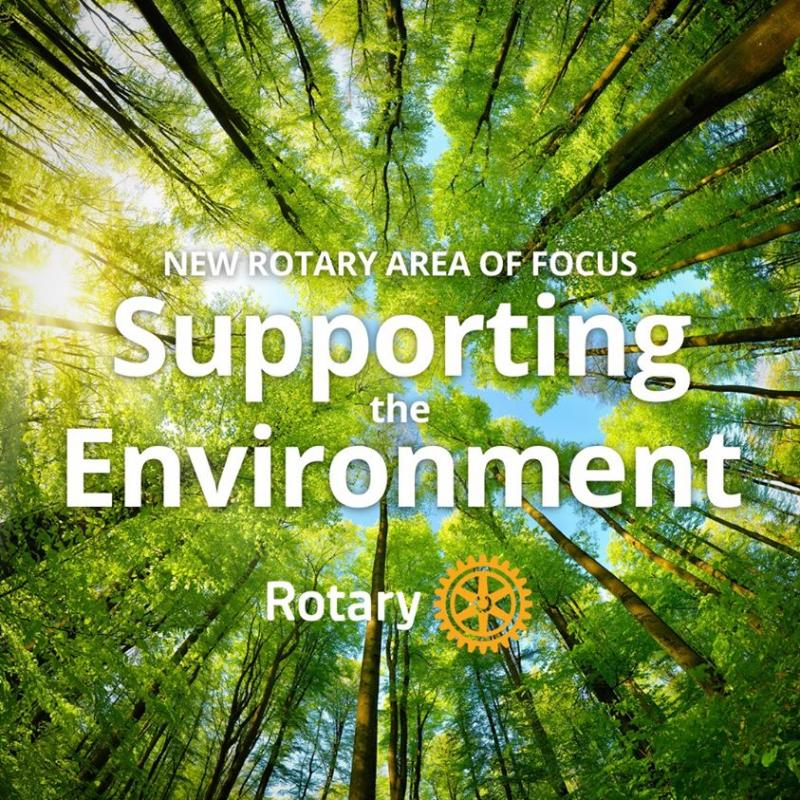 NEW ROTARY AREA OF FOCUS
Supporting
the
Environment
Rotary